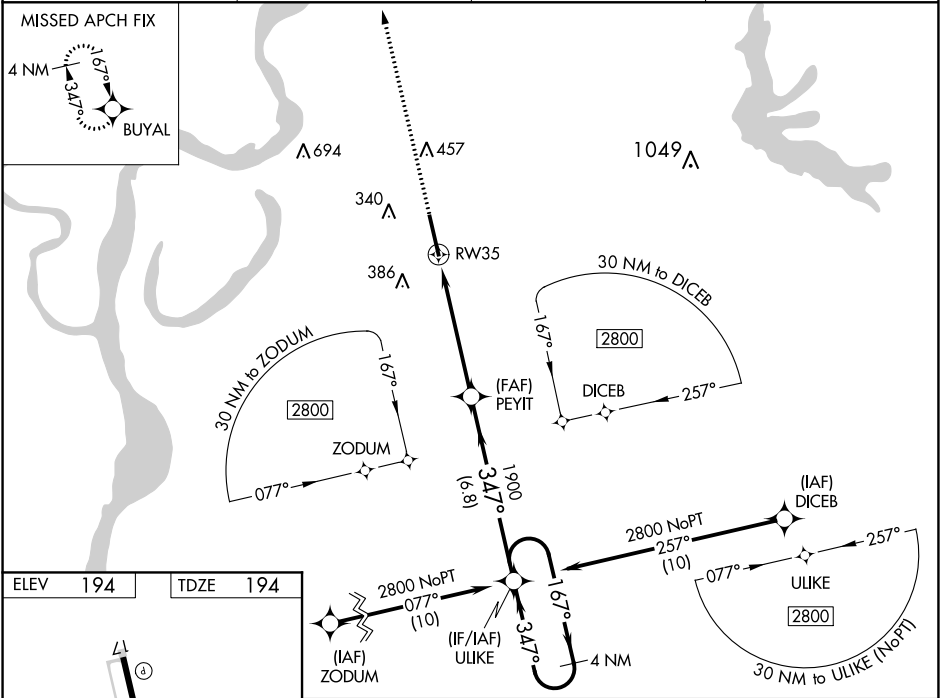 MISSED APCH FIX
4 NM
167°
347°
BUYAL
694
457
1049
340
RW35
386
30 NM to DICEB
167°
2800
DICEB
257°
30 NM to ZODUM
167°
2800
ZODUM
077°
(FAF)
PEYIT
1900
347°
(6.8)
(IAF)
DICEB
2800 NoPT
257°
(10)
077°
257°
ULIKE
2800
30 NM to ULIKE (NoPT)
2800 NoPT
077°
(10)
(IAF)
ZODUM
(IF/IAF)
ULIKE
167°
347°
4 NM
ELEV 194
TDZE 194
17
P